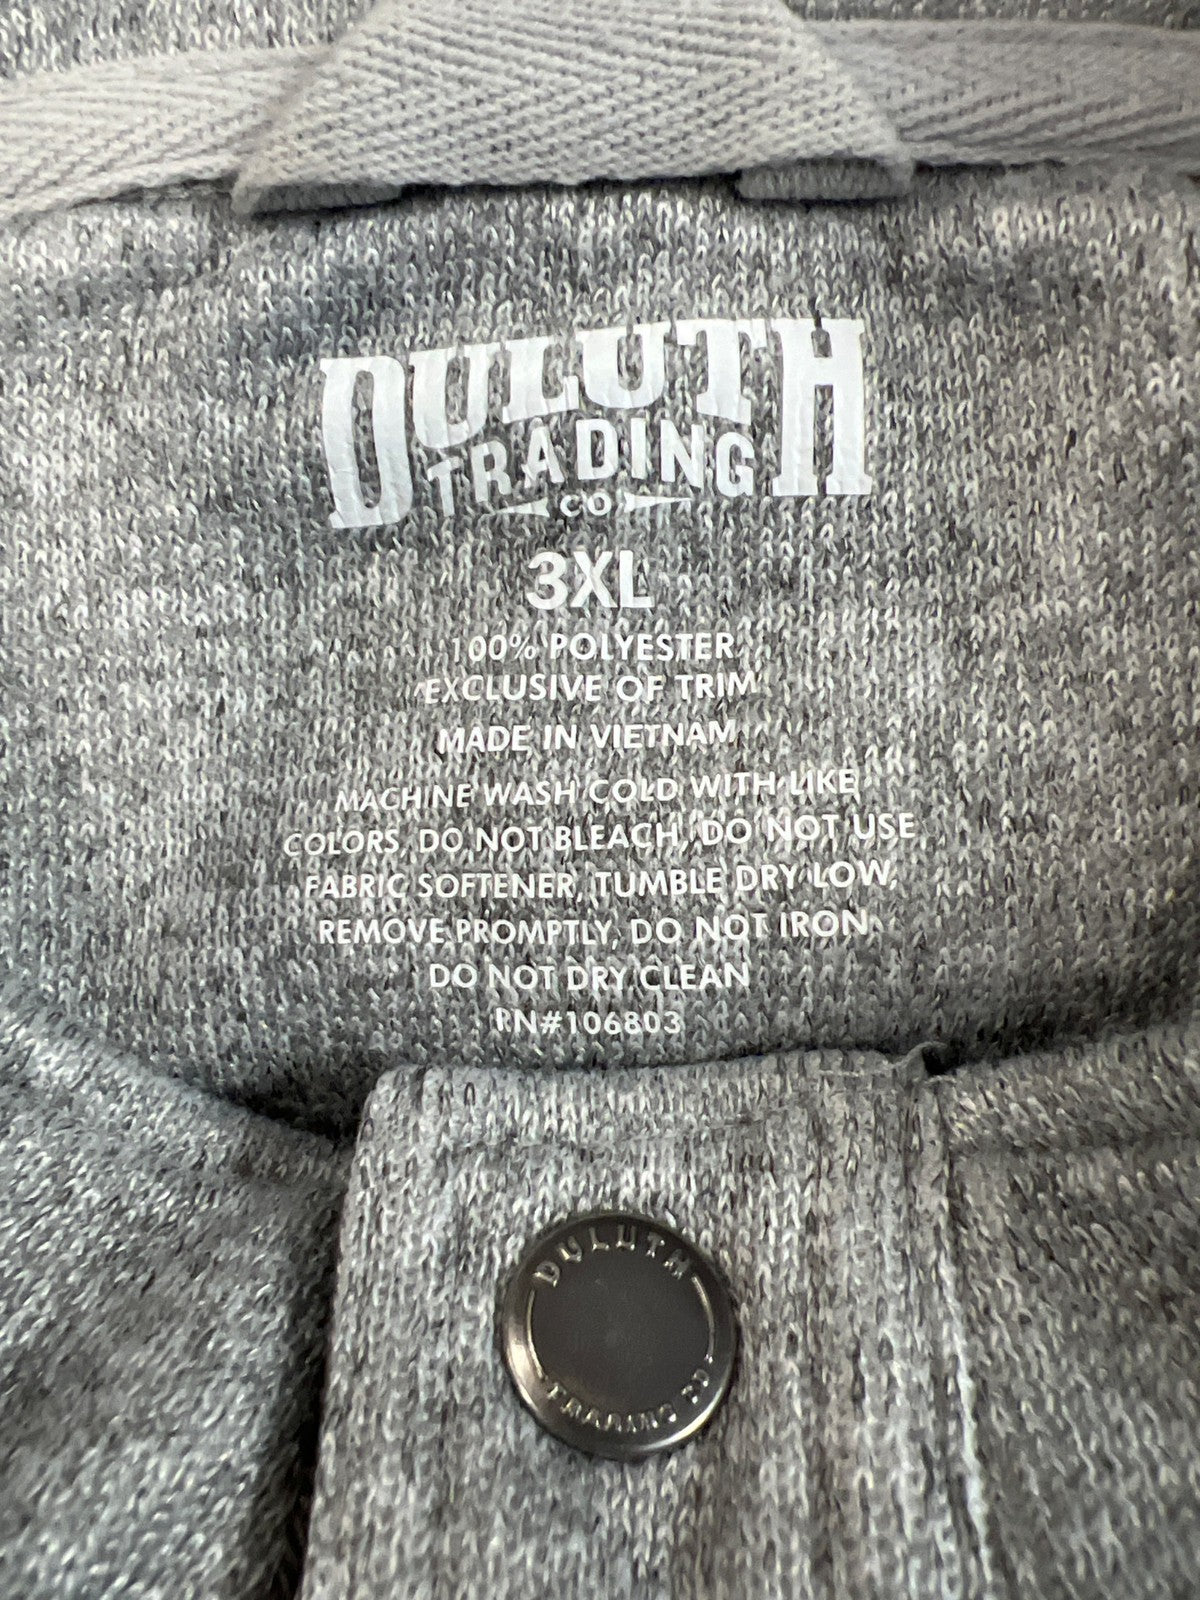 DULUTH
TRADING
CO
3XL
100% POLYESTER
EXCLUSIVE OF TRIM
MADE IN VIETNAM
MACHINE WASH COLD WITH LIKE
COLORS, DO NOT BLEACH, DO NOT USE
FABRIC SOFTENER, TUMBLE DRY LOW,
REMOVE PROMPTLY, DO NOT IRON
DO NOT DRY CLEAN
RN#106803
DULUTH
TRADING CO.